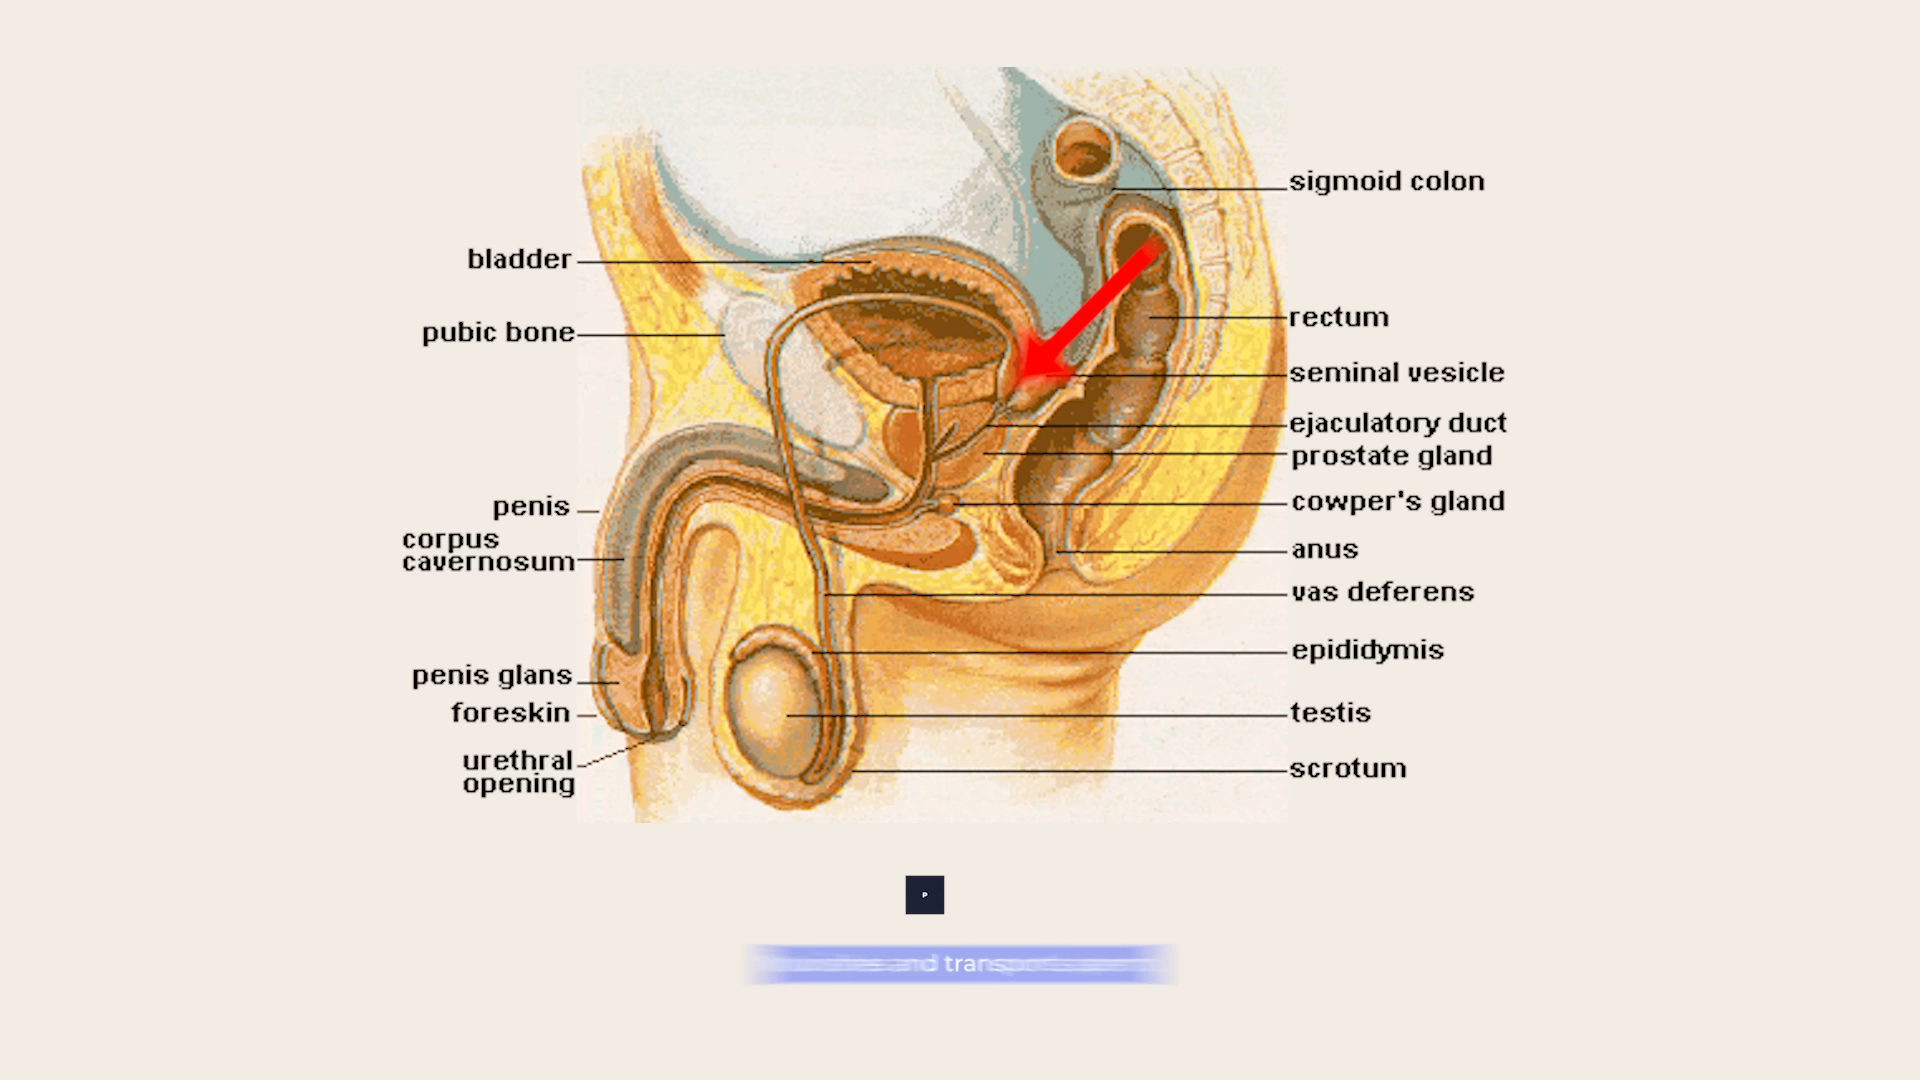 bladder
pubic bone
penis
corpus
cavernosum
penis glans
foreskin
urethral
opening
sigmoid colon
rectum
seminal vesicle
ejaculatory duct
prostate gland
cowper's gland
anus
vas deferens
epididymis
testis
scrotum
P
and transports